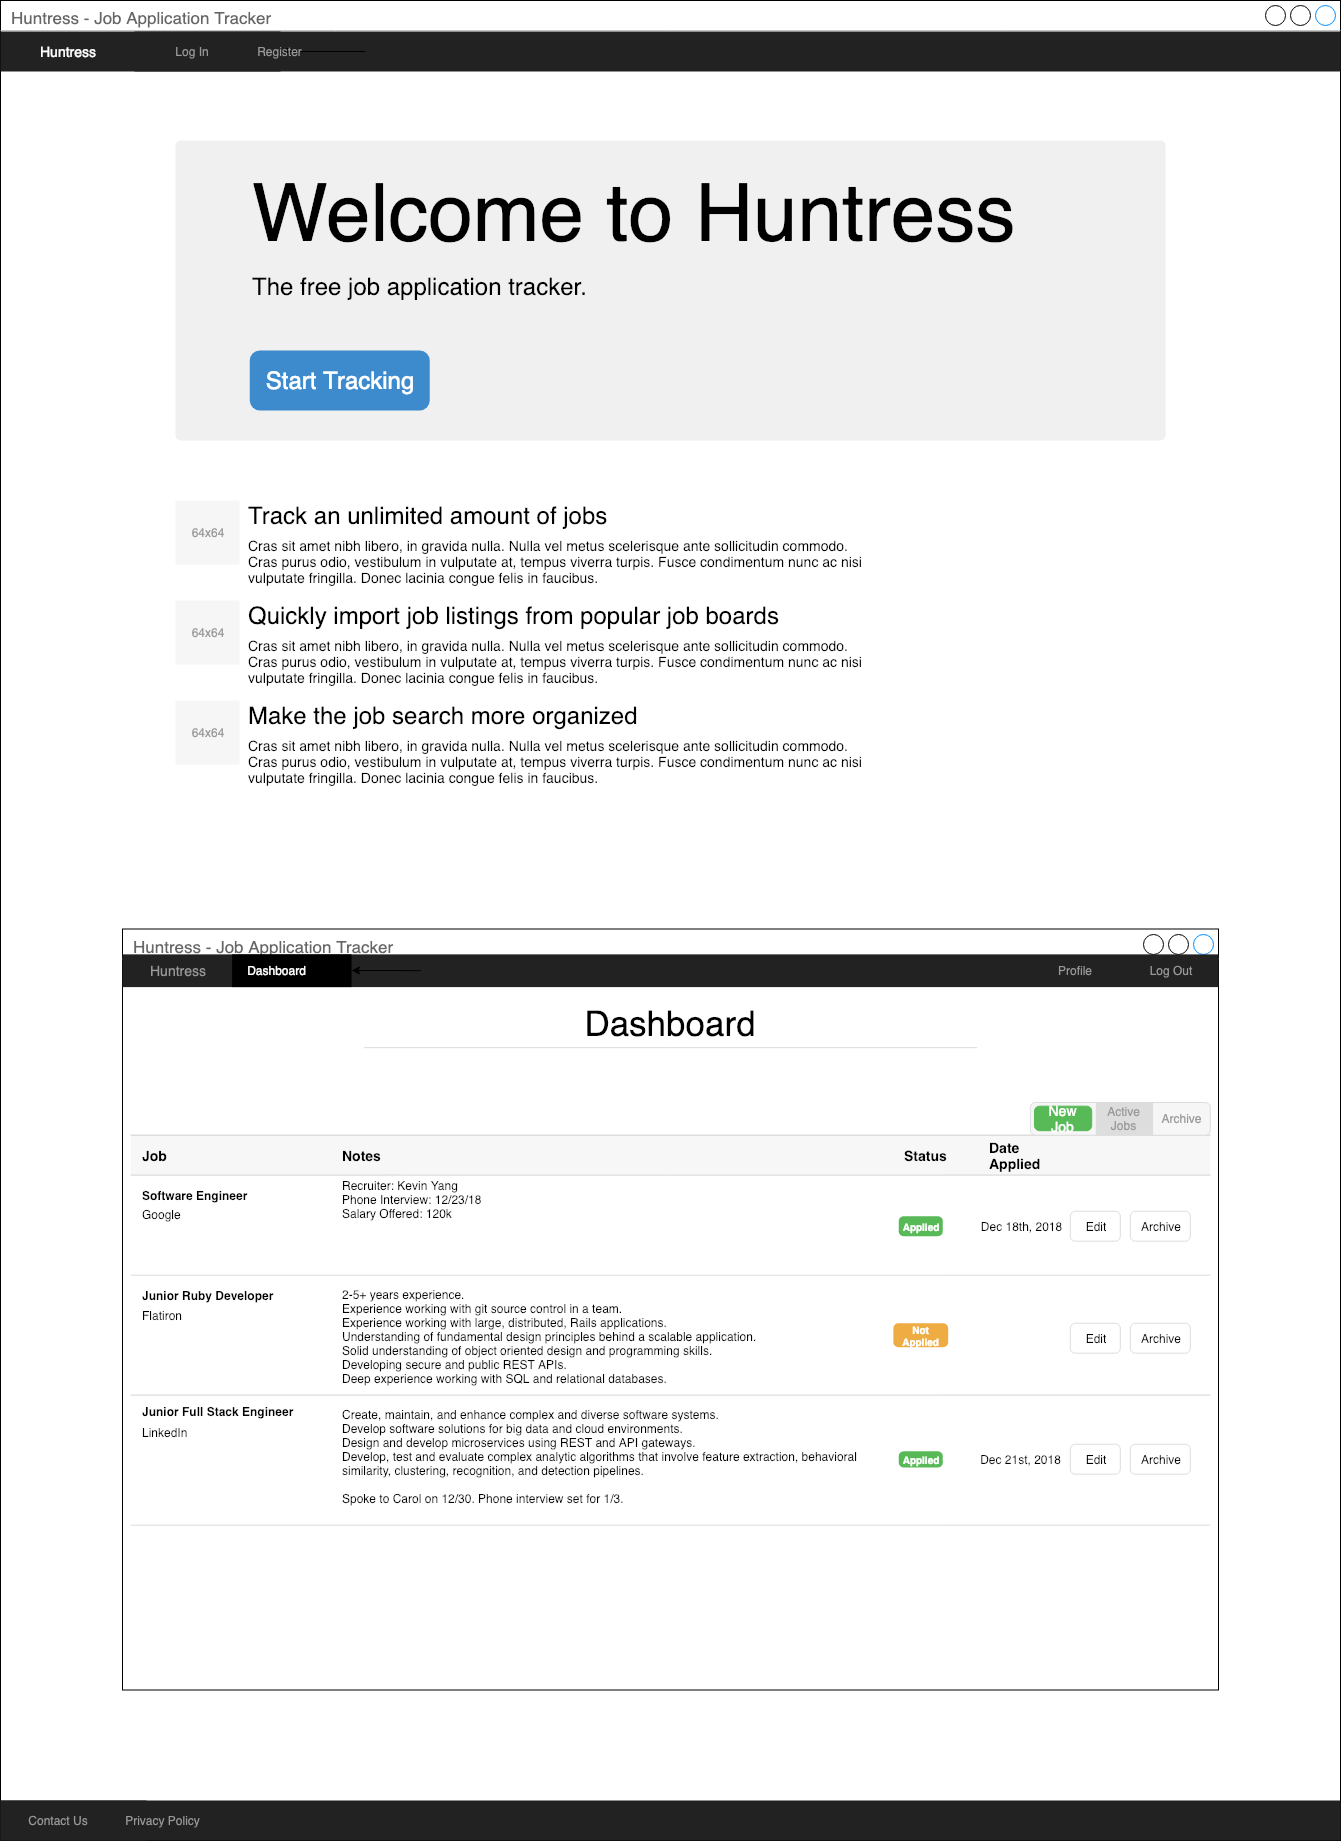 Huntress - Job Application Tracker
Huntress Log In Register
Welcome to Huntress
The free job application tracker.
Start Tracking
64x64
Track an unlimited amount of jobs
Cras sit amet nibh libero, in gravida nulla. Nulla vel metus scelerisque ante sollicitudin commodo.
Cras purus odio, vestibulum in vulputate at, tempus viverra turpis. Fusce condimentum nunc ac nisi
vulputate fringilla. Donec lacinia congue felis in faucibus.
64x64
Quickly import job listings from popular job boards
Cras sit amet nibh libero, in gravida nulla. Nulla vel metus scelerisque ante sollicitudin commodo.
Cras purus odio, vestibulum in vulputate at, tempus viverra turpis. Fusce condimentum nunc ac nisi
vulputate fringilla. Donec lacinia congue felis in faucibus.
64x64
Make the job search more organized
Cras sit amet nibh libero, in gravida nulla. Nulla vel metus scelerisque ante sollicitudin commodo.
Cras purus odio, vestibulum in vulputate at, tempus viverra turpis. Fusce condimentum nunc ac nisi
vulputate fringilla. Donec lacinia congue felis in faucibus.
Huntress - Job Application Tracker
Huntress Dashboard Profile Log Out
Dashboard
New
Job
Active
Jobs
Archive
Job
Notes
Status
Date
Applied
Software Engineer
Google
Recruiter: Kevin Yang
Phone Interview: 12/23/18
Salary Offered: 120k
Applied
Dec 18th, 2018
Edit
Archive
Junior Ruby Developer
Flatiron
2-5+ years experience.
Experience working with git source control in a team.
Experience working with large, distributed, Rails applications.
Understanding of fundamental design principles behind a scalable application.
Solid understanding of object oriented design and programming skills.
Developing secure and public REST APIs.
Deep experience working with SQL and relational databases.
Not
Applied
Edit
Archive
Junior Full Stack Engineer
LinkedIn
Create, maintain, and enhance complex and diverse software systems.
Develop software solutions for big data and cloud environments.
Design and develop microservices using REST and API gateways.
Develop, test and evaluate complex analytic algorithms that involve feature extraction, behavioral
similarity, clustering, recognition, and detection pipelines.
Spoke to Carol on 12/30. Phone interview set for 1/3.
Applied
Dec 21st, 2018
Edit
Archive
Contact Us Privacy Policy